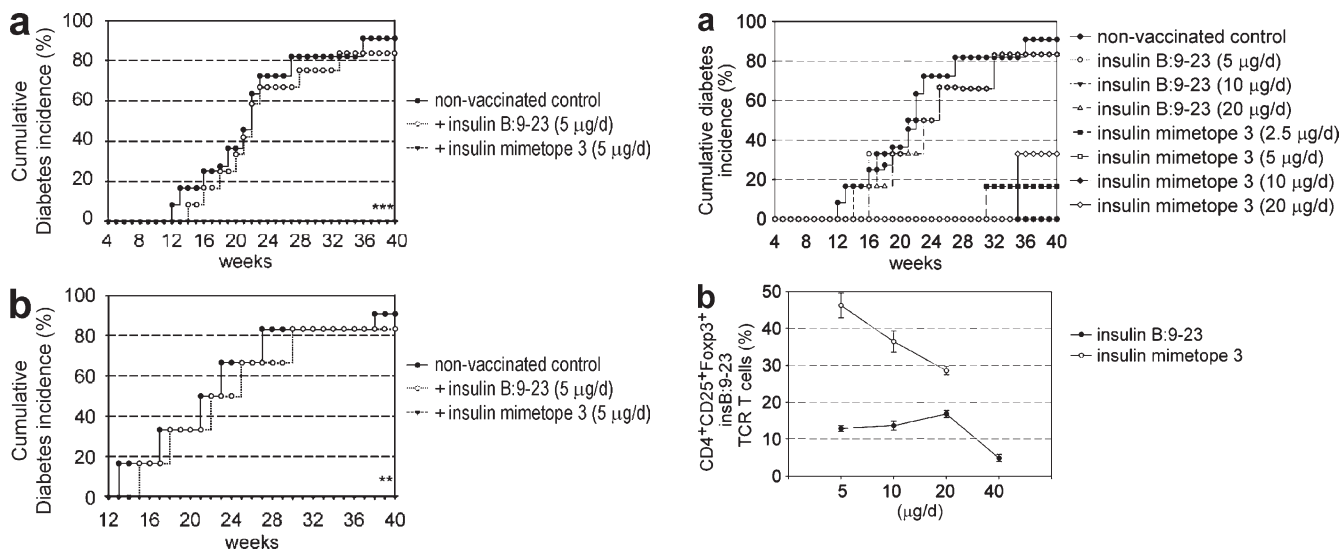 a
Cumulative
Diabetes incidence (%)
100
80
60
40
20
0
4 8 12 16 20 24 28 32 36 40
weeks
***
non-vaccinated control
+ insulin B:9-23 (5 µg/d)
+ insulin mimetope 3 (5 µg/d)
b
Cumulative
Diabetes incidence (%)
100
80
60
40
20
0
12 16 20 24 28 32 36 40
weeks
**
non-vaccinated control
+ insulin B:9-23 (5 µg/d)
+ insulin mimetope 3 (5 µg/d)
a
Cumulative diabetes
incidence (%)
100
80
60
40
20
0
4 8 12 16 20 24 28 32 36 40
weeks
non-vaccinated control
insulin B:9-23 (5 µg/d)
insulin B:9-23 (10 µg/d)
insulin B:9-23 (20 µg/d)
insulin mimetope 3 (2.5 µg/d)
insulin mimetope 3 (5 µg/d)
insulin mimetope 3 (10 µg/d)
insulin mimetope 3 (20 µg/d)
b
CD4+CD25+Foxp3+
insB:9-23
TCR T cells (%)
50
40
30
20
10
0
5 10 20 40
(µg/d)
insulin B:9-23
insulin mimetope 3